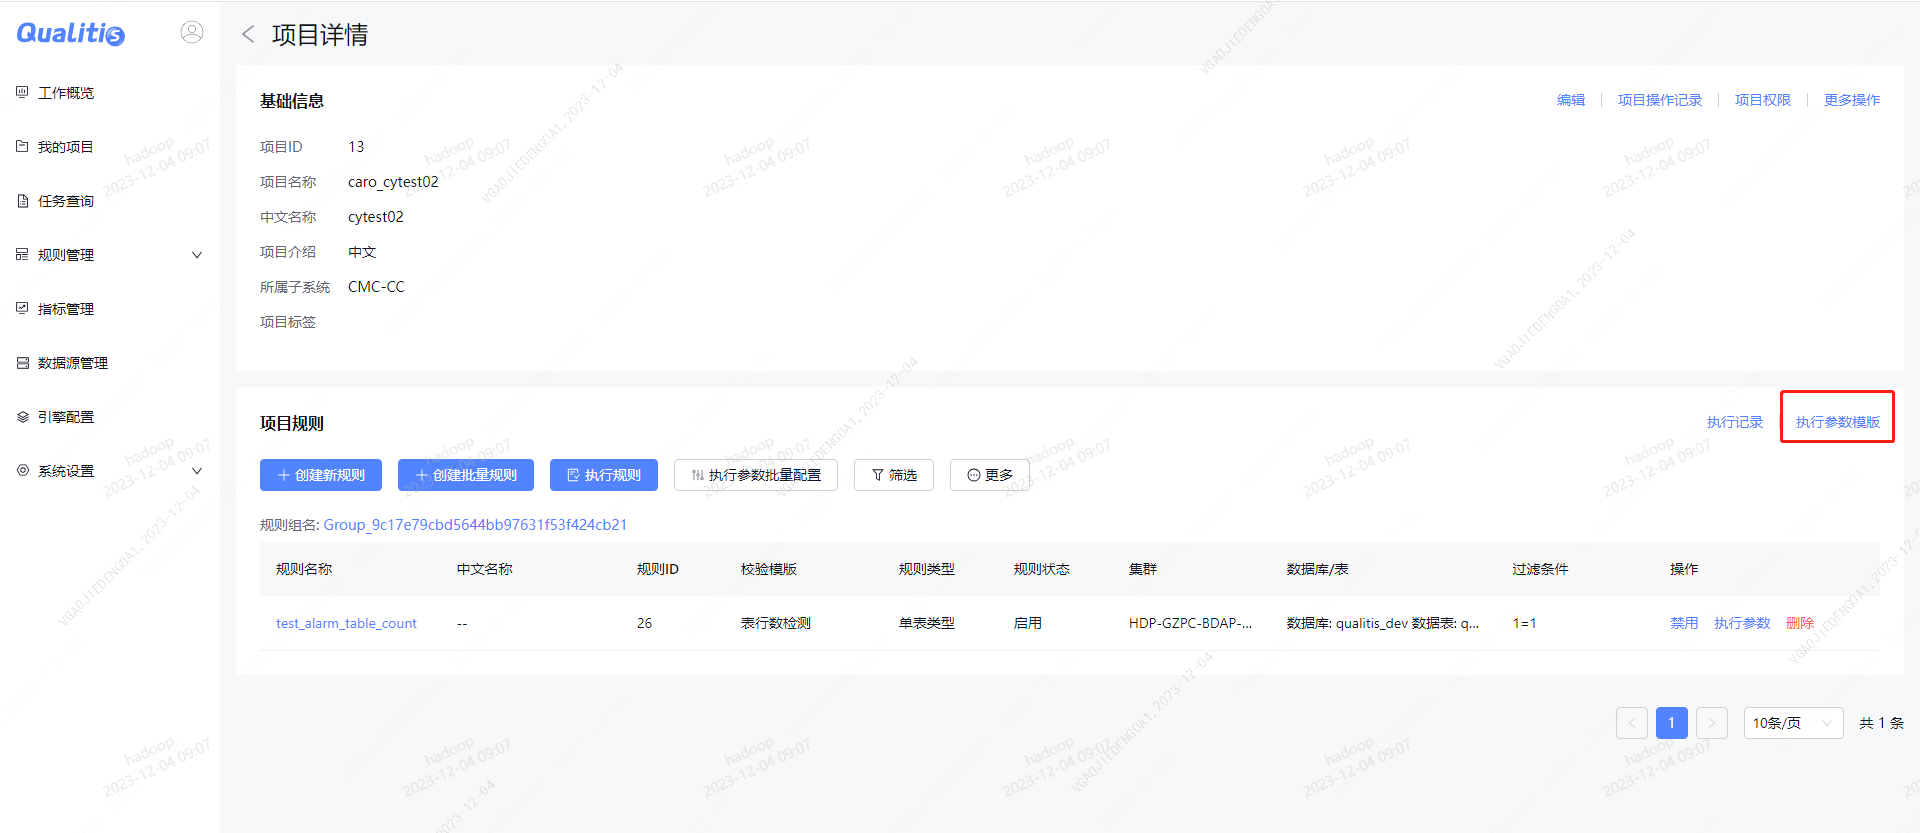 Qualitis
项目详情
工作概览
我的项目
任务查询
规则管理
指标管理
数据源管理
引擎配置
系统设置
基础信息
编辑 项目操作记录 项目权限 更多操作
项目ID 13
项目名称 caro_cytest02
中文名称 cytest02
项目介绍 中文
所属子系统 CMC-CC
项目标签
项目规则
执行记录 执行参数模版
创建新规则 创建批量规则 执行规则 执行参数批量配置 筛选 更多
规则组名: Group_9c17e79cbd5644bb97631f53f424cb21
规则名称 中文名称 规则ID 校验模版 规则类型 规则状态 集群 数据库/表 过滤条件 操作
test_alarm_table_count -- 26 表行数检测 单表类型 启用 HDP-GZPC-BDAP-... 数据库: qualitis_dev 数据表: q... 1=1 禁用 执行参数 删除
< 1 > 10条/页 共 1 条
hadoop
2023-12-04 09:07
VGAOJIEDENGOA1, 2023-12-04